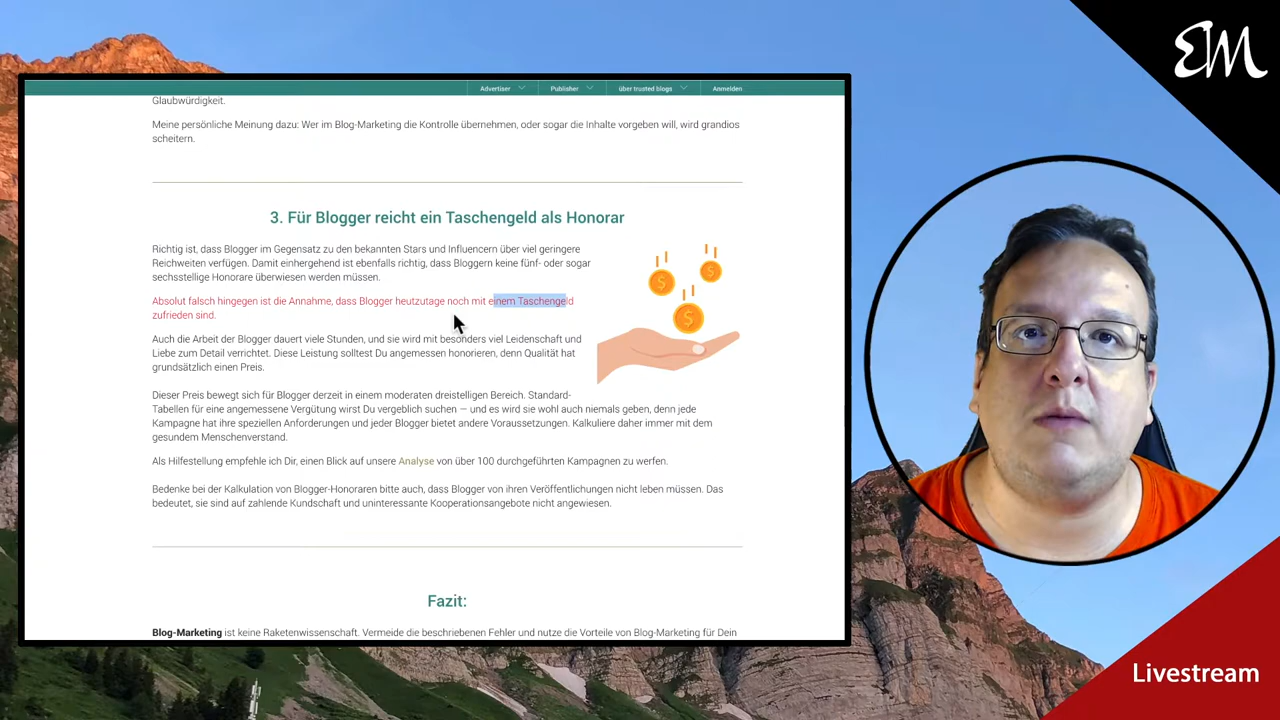 Advertiser Publisher über trusted blogs Anmelden
Glaubwürdigkeit.
Meine persönliche Meinung dazu: Wer im Blog-Marketing die Kontrolle übernehmen, oder sogar die Inhalte vorgeben will, wird grandios
scheitern.
3. Für Blogger reicht ein Taschengeld als Honorar
Richtig ist, dass Blogger im Gegensatz zu den bekannten Stars und Influencern über viel geringere
Reichweiten verfügen. Damit einhergehend ist ebenfalls richtig, dass Bloggern keine fünf- oder sogar
sechsstellige Honorare überwiesen werden müssen.
Absolut falsch hingegen ist die Annahme, dass Blogger heutzutage noch mit einem Taschengeld
zufrieden sind.
Auch die Arbeit der Blogger dauert viele Stunden, und sie wird mit besonders viel Leidenschaft und
Liebe zum Detail verrichtet. Diese Leistung solltest Du angemessen honorieren, denn Qualität hat
grundsätzlich einen Preis.
Dieser Preis bewegt sich für Blogger derzeit in einem moderaten dreistelligen Bereich. Standard-
Tabellen für eine angemessene Vergütung wirst Du vergeblich suchen — und es wird sie wohl auch niemals geben, denn jede
Kampagne hat ihre speziellen Anforderungen und jeder Blogger bietet andere Voraussetzungen. Kalkuliere daher immer mit dem
gesundem Menschenverstand.
Als Hilfestellung empfehle ich Dir, einen Blick auf unsere Analyse von über 100 durchgeführten Kampagnen zu werfen.
Bedenke bei der Kalkulation von Blogger-Honoraren bitte auch, dass Blogger von ihren Veröffentlichungen nicht leben müssen. Das
bedeutet, sie sind auf zahlende Kundschaft und uninteressante Kooperationsangebote nicht angewiesen.
Fazit:
Blog-Marketing ist keine Raketenwissenschaft. Vermeide die beschriebenen Fehler und nutze die Vorteile von Blog-Marketing für Dein
EM
Livestream